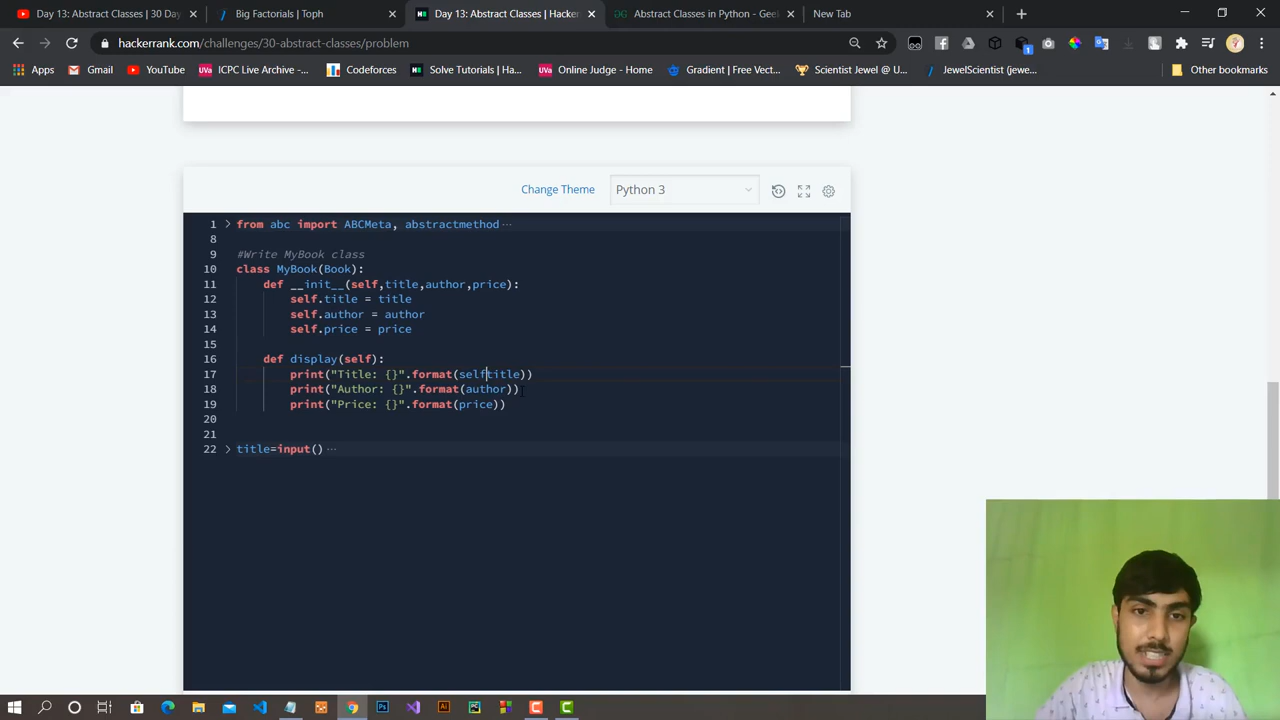 Day 13: Abstract Classes | 30 Day
Big Factorials | Toph
Day 13: Abstract Classes | Hacker
Abstract Classes in Python - Geek
New Tab
hackerrank.com/challenges/30-abstract-classes/problem
Apps
Gmail
YouTube
ICPC Live Archive -...
Codeforces
Solve Tutorials | Ha...
Online Judge - Home
Gradient | Free Vect...
Scientist Jewel @ U...
JewelScientist (jewe...
Other bookmarks
Change Theme
Python 3
1 from abc import ABCMeta, abstractmethod ···
8
9 #Write MyBook class
10 class MyBook(Book):
11 def __init__(self,title,author,price):
12 self.title = title
13 self.author = author
14 self.price = price
15
16 def display(self):
17 print("Title: {}".format(selftitle))
18 print("Author: {}".format(author))
19 print("Price: {}".format(price))
20
21
22 title=input() ···